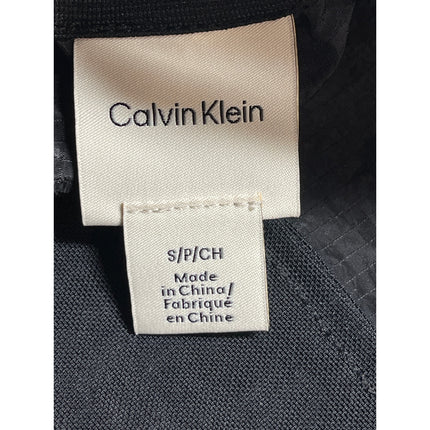 Calvin Klein
S/P/CH
Made
in China/
Fabriqué
en Chine